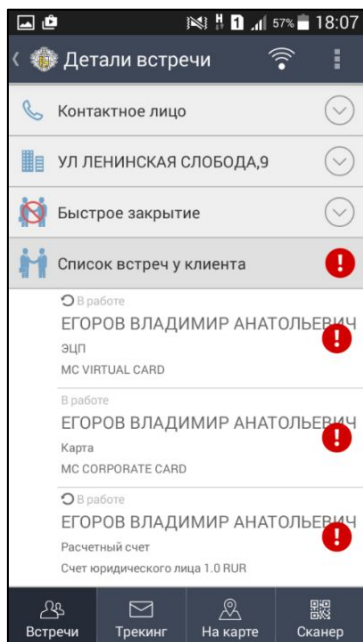 57% 18:07
Детали встречи
Контактное лицо
УЛ ЛЕНИНСКАЯ СЛОБОДА,9
Быстрое закрытие
Список встреч у клиента
В работе
ЕГОРОВ ВЛАДИМИР АНАТОЛЬЕВИЧ
ЭЦП
MC VIRTUAL CARD
В работе
ЕГОРОВ ВЛАДИМИР АНАТОЛЬЕВИЧ
Карта
MC CORPORATE CARD
В работе
ЕГОРОВ ВЛАДИМИР АНАТОЛЬЕВИЧ
Расчетный счет
Счет юридического лица 1.0 RUR
Встречи Трекинг На карте Сканер